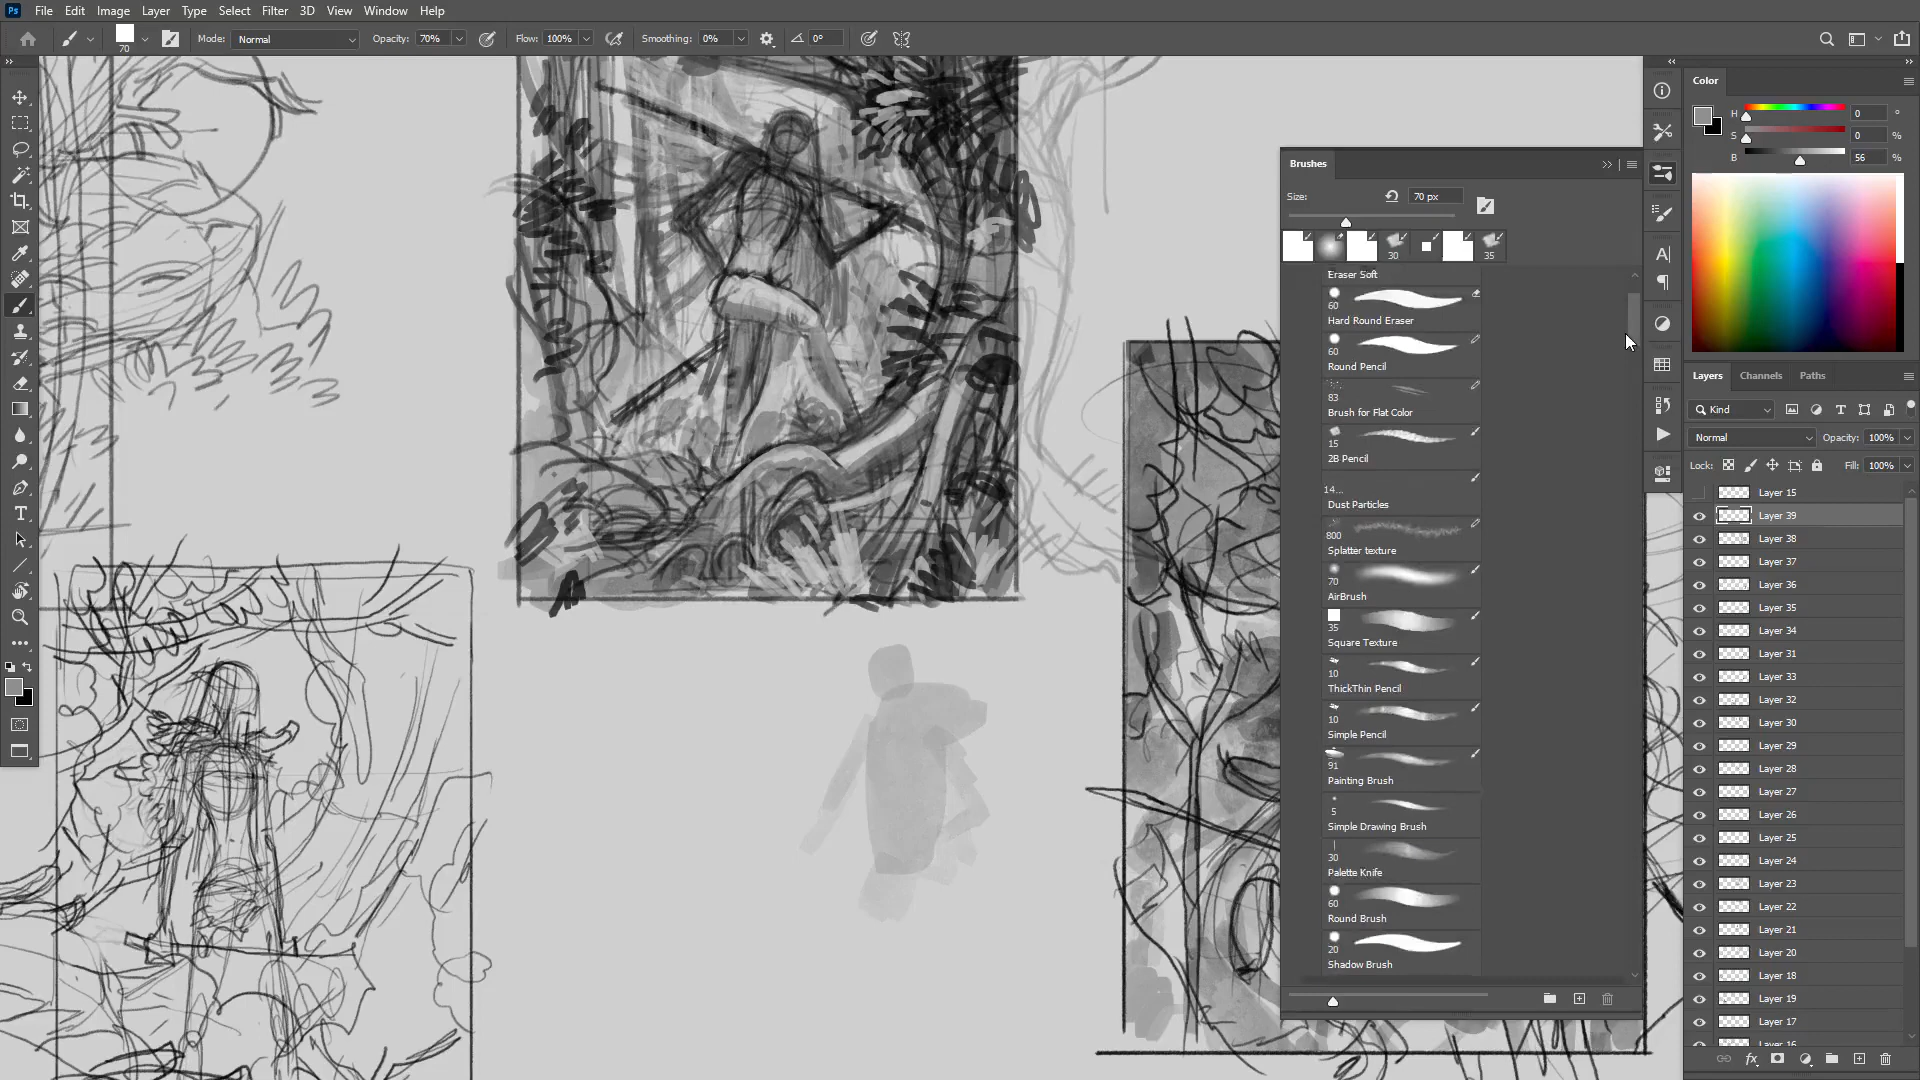 Ps File Edit Image Layer Type Select Filter 3D View Window Help
70 Mode: Normal Opacity: 70% Flow: 100% Smoothing: 0% 0°
Color
H 0 °
S 0 %
B 56 %
Brushes
Size: 70 px
30 35
Eraser Soft
60
Hard Round Eraser
60
Round Pencil
83
Brush for Flat Color
15
2B Pencil
14...
Dust Particles
800
Splatter texture
70
AirBrush
35
Square Texture
10
ThickThin Pencil
10
Simple Pencil
91
Painting Brush
5
Simple Drawing Brush
30
Palette Knife
60
Round Brush
20
Shadow Brush
Layers Channels Paths
Kind
Normal Opacity: 100%
Lock: Fill: 100%
Layer 15
Layer 39
Layer 38
Layer 37
Layer 36
Layer 35
Layer 34
Layer 31
Layer 33
Layer 32
Layer 30
Layer 29
Layer 28
Layer 27
Layer 26
Layer 25
Layer 24
Layer 23
Layer 22
Layer 21
Layer 20
Layer 18
Layer 19
Layer 17
Layer 16